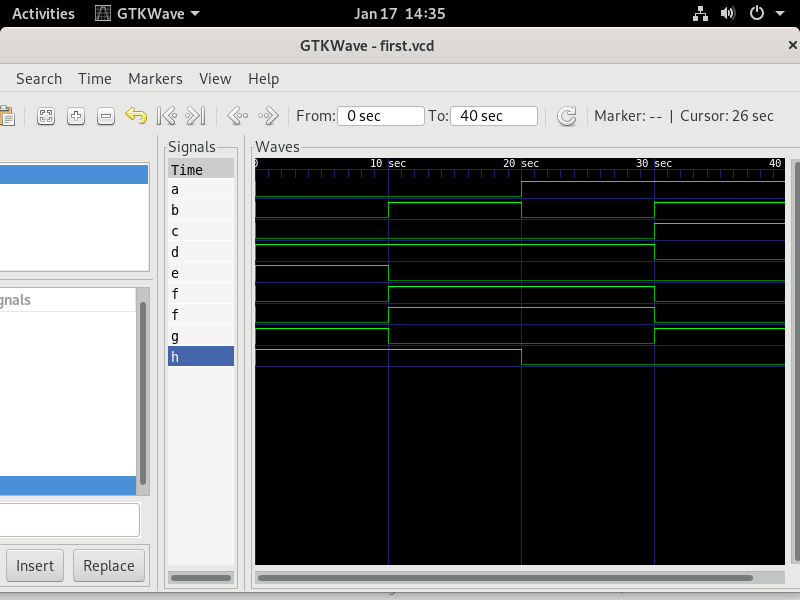 Activities GTKWave Jan 17 14:35
GTKWave - first.vcd
Search Time Markers View Help
From: 0 sec To: 40 sec Marker: -- | Cursor: 26 sec
Signals Waves
0 10 sec 20 sec 30 sec 40
Time
a
b
c
d
e
f
f
g
h
gnals
Insert Replace